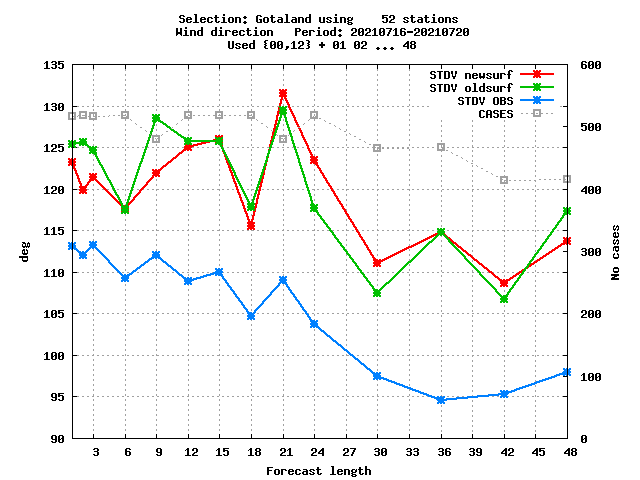 Selection: Gotaland using    52 stations
Wind direction   Period: 20210716-20210720
Used {00,12} + 01 02 ... 48
STDV newsurf
STDV oldsurf
STDV OBS
CASES
135
130
125
120
115
110
105
100
95
90
deg
600
500
400
300
200
100
0
No cases
3 6 9 12 15 18 21 24 27 30 33 36 39 42 45 48
Forecast length